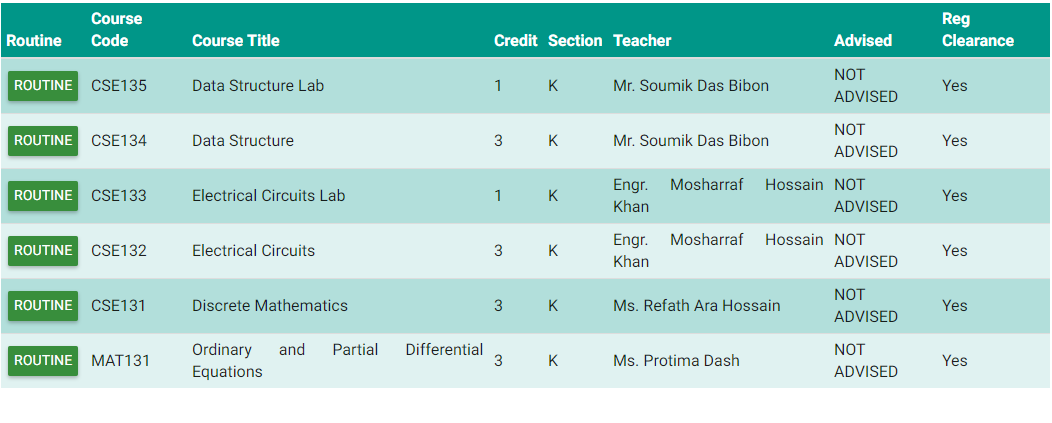 Routine Course Code Course Title Credit Section Teacher Advised Reg Clearance
ROUTINE CSE135 Data Structure Lab 1 K Mr. Soumik Das Bibon NOT ADVISED Yes
ROUTINE CSE134 Data Structure 3 K Mr. Soumik Das Bibon NOT ADVISED Yes
ROUTINE CSE133 Electrical Circuits Lab 1 K Engr. Mosharraf Hossain Khan NOT ADVISED Yes
ROUTINE CSE132 Electrical Circuits 3 K Engr. Mosharraf Hossain Khan NOT ADVISED Yes
ROUTINE CSE131 Discrete Mathematics 3 K Ms. Refath Ara Hossain NOT ADVISED Yes
ROUTINE MAT131 Ordinary and Partial Differential Equations 3 K Ms. Protima Dash NOT ADVISED Yes